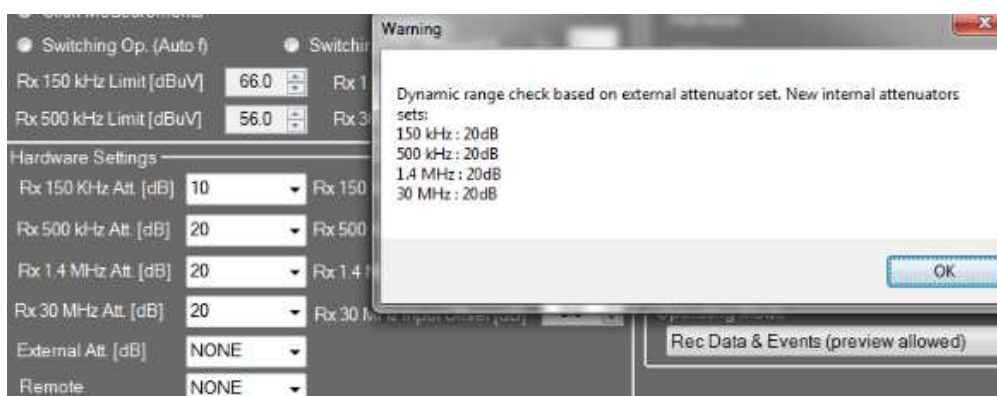 Switching Op. (Auto f)
Warning
Rx 150 kHz Limit [dBuV] 66.0
Rx 500 kHz Limit [dBuV] 56.0
Dynamic range check based on external attenuator set. New internal attenuators
sets:
150 kHz : 20dB
500 kHz : 20dB
1.4 MHz : 20dB
30 MHz : 20dB
OK
Hardware Settings
Rx 150 KHz Att. [dB] 10 Rx 150
Rx 500 kHz Att. [dB] 20 Rx 500
Rx 1.4 MHz Att. [dB] 20 Rx 1.4
Rx 30 MHz Att. [dB] 20 Rx 30
External Att. [dB] NONE
Remote NONE
Rec Data & Events (preview allowed)